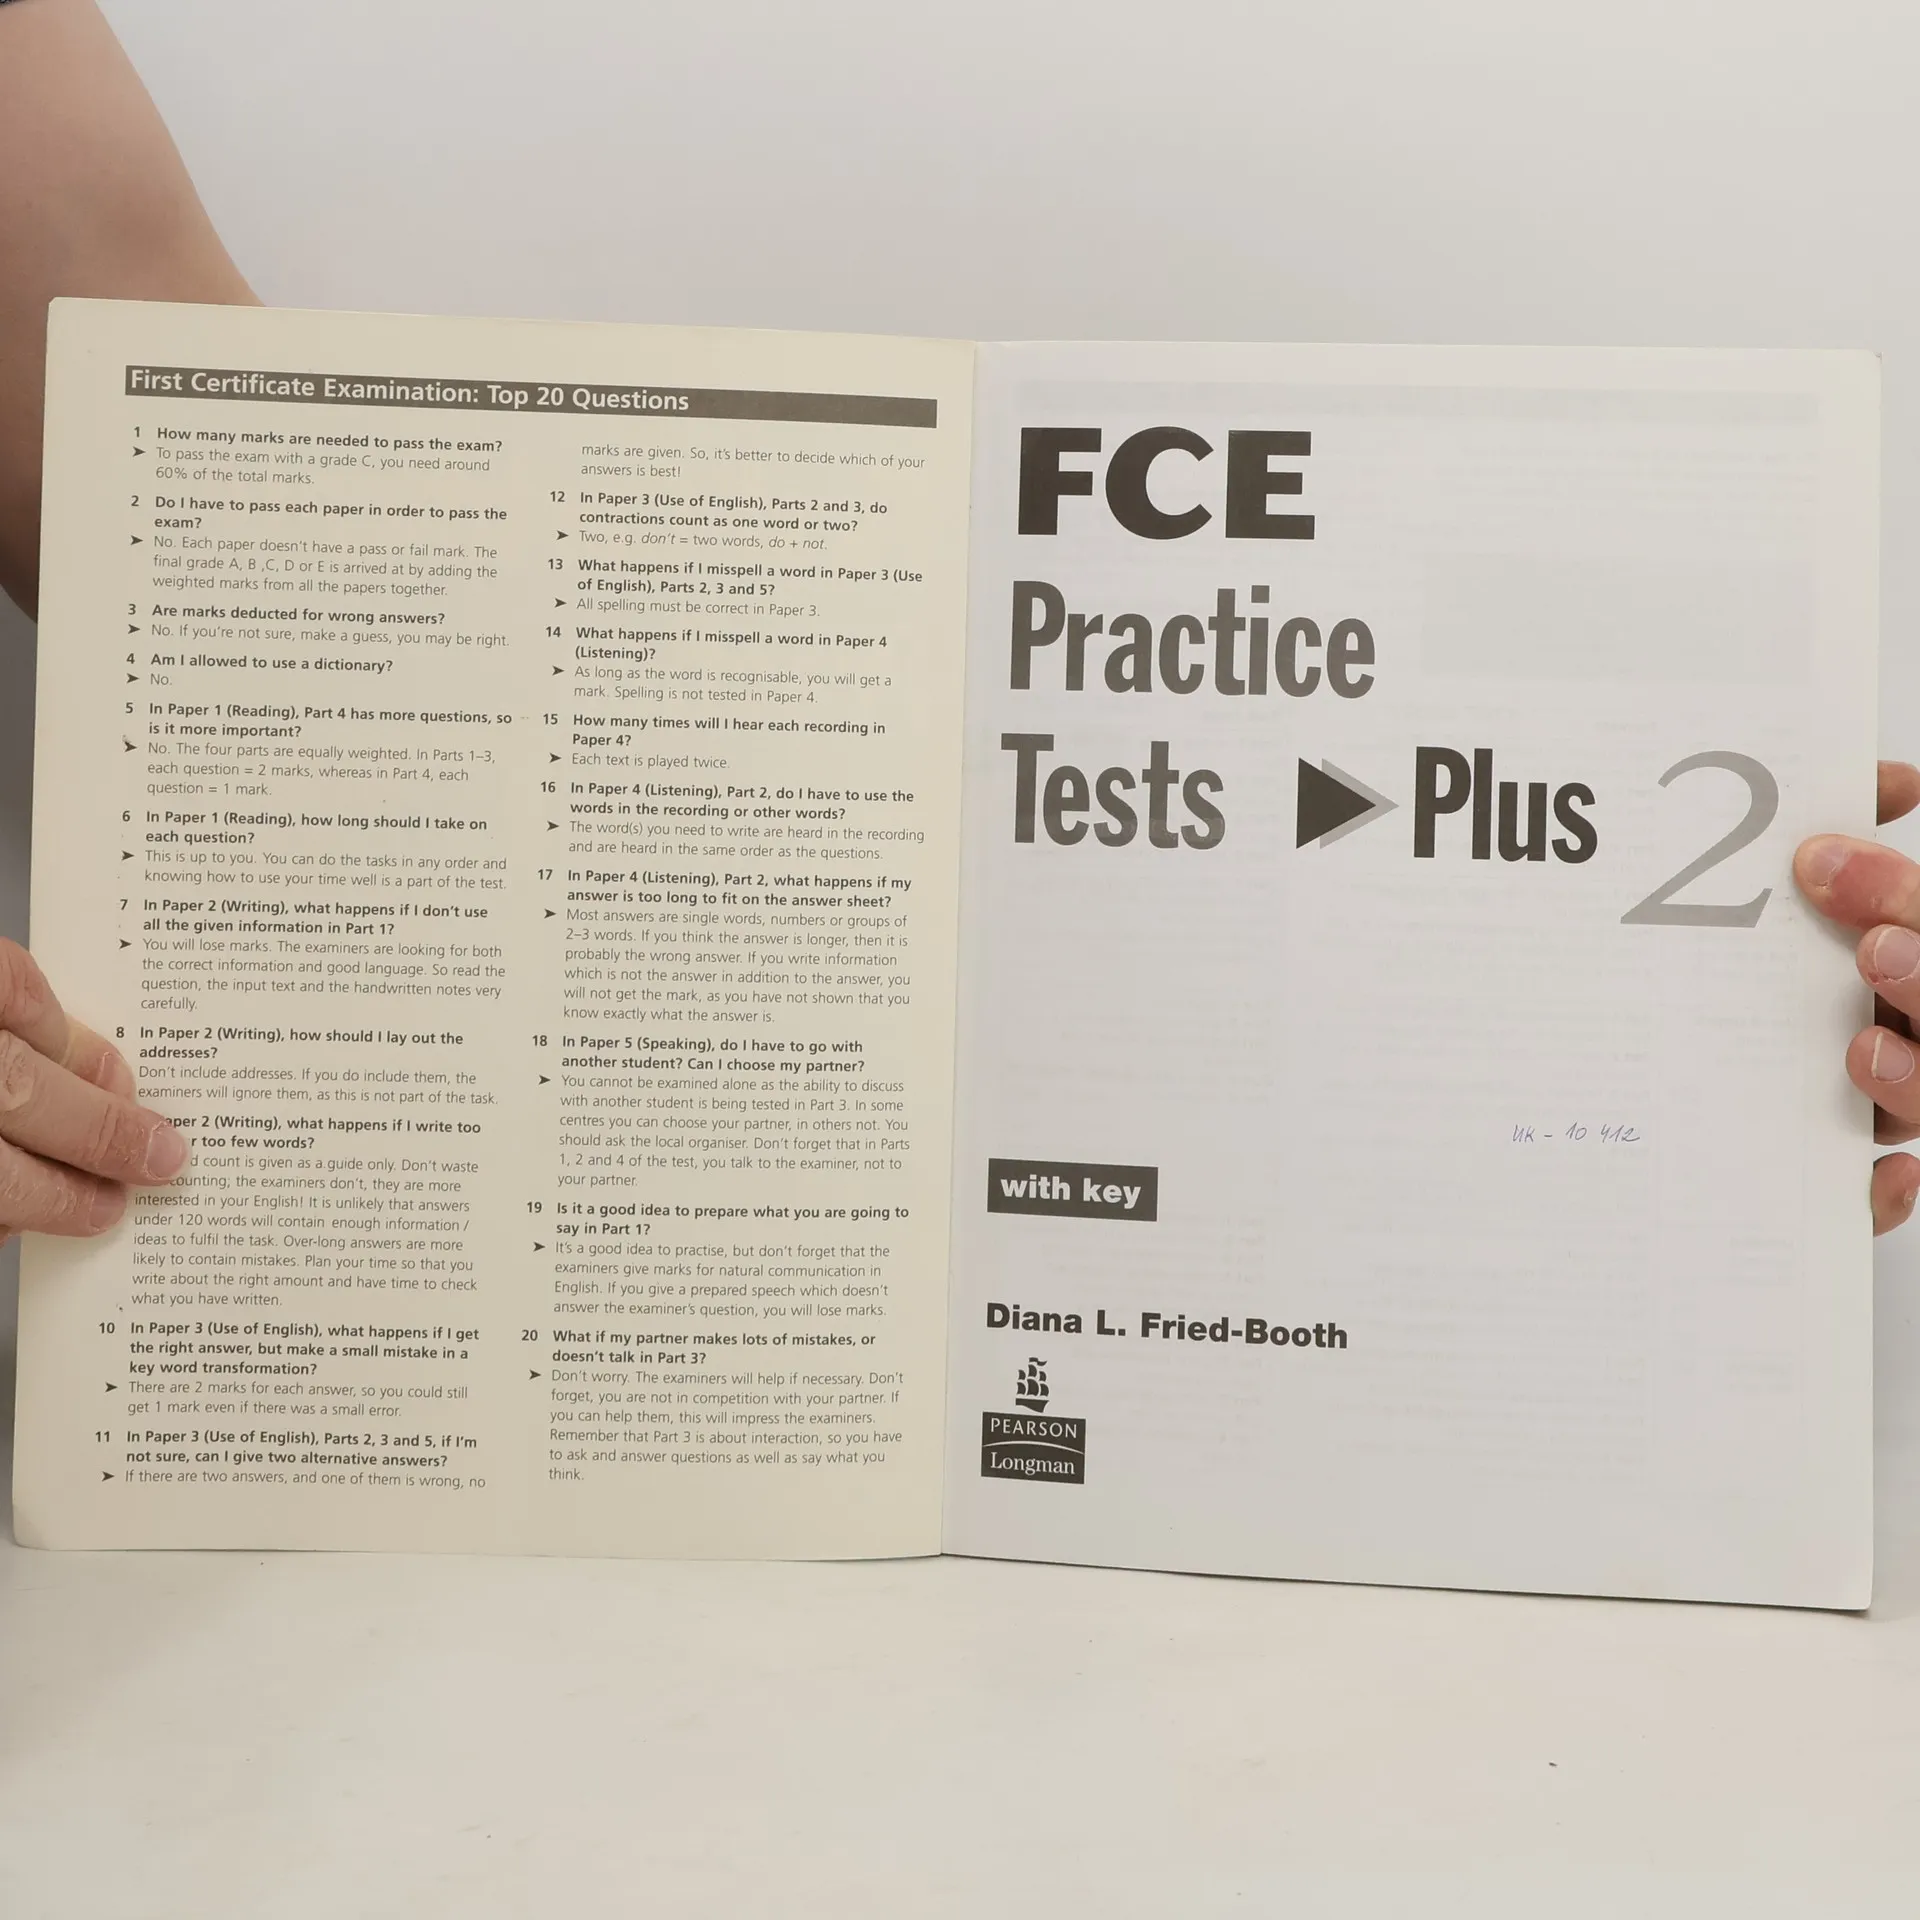 First Certificate Examination: Top 20 Questions
1 How many marks are needed to pass the exam?
➤ To pass the exam with a grade C, you need around
60% of the total marks.
2 Do I have to pass each paper in order to pass the
exam?
➤ No. Each paper doesn't have a pass or fail mark. The
final grade A, B ,C, D or E is arrived at by adding the
weighted marks from all the papers together.
3 Are marks deducted for wrong answers?
➤ No. If you're not sure, make a guess, you may be right.
4 Am I allowed to use a dictionary?
➤ No.
5 In Paper 1 (Reading), Part 4 has more questions, so
is it more important?
➤ No. The four parts are equally weighted. In Parts 1–3,
each question = 2 marks, whereas in Part 4, each
question = 1 mark.
6 In Paper 1 (Reading), how long should I take on
each question?
➤ This is up to you. You can do the tasks in any order and
knowing how to use your time well is a part of the test.
7 In Paper 2 (Writing), what happens if I don't use
all the given information in Part 1?
➤ You will lose marks. The examiners are looking for both
the correct information and good language. So read the
question, the input text and the handwritten notes very
carefully.
8 In Paper 2 (Writing), how should I lay out the
addresses?
Don't include addresses. If you do include them, the
examiners will ignore them, as this is not part of the task.
2 (Writing), what happens if I write too
too few words?
count is given as a guide only. Don't waste
the examiners don't, they are more
interested in your English! It is unlikely that answers
under 120 words will contain enough information /
ideas to fulfil the task. Over-long answers are more
likely to contain mistakes. Plan your time so that you
write about the right amount and have time to check
what you have written.
10 In Paper 3 (Use of English), what happens if I get
the right answer, but make a small mistake in a
key word transformation?
➤ There are 2 marks for each answer, so you could still
get 1 mark even if there was a small error.
11 In Paper 3 (Use of English), Parts 2, 3 and 5, if I'm
not sure, can I give two alternative answers?
➤ If there are two answers, and one of them is wrong, no
marks are given. So, it's better to decide which of your
answers is best!
12 In Paper 3 (Use of English), Parts 2 and 3, do
contractions count as one word or two?
➤ Two, e.g. don't = two words, do + not.
13 What happens if I misspell a word in Paper 3 (Use
of English), Parts 2, 3 and 5?
➤ All spelling must be correct in Paper 3.
14 What happens if I misspell a word in Paper 4
(Listening)?
➤ As long as the word is recognisable, you will get a
mark. Spelling is not tested in Paper 4.
15 How many times will I hear each recording in
Paper 4?
➤ Each text is played twice.
16 In Paper 4 (Listening), Part 2, do I have to use the
words in the recording or other words?
➤ The word(s) you need to write are heard in the recording
and are heard in the same order as the questions.
17 In Paper 4 (Listening), Part 2, what happens if my
answer is too long to fit on the answer sheet?
➤ Most answers are single words, numbers or groups of
2–3 words. If you think the answer is longer, then it is
probably the wrong answer. If you write information
which is not the answer in addition to the answer, you
will not get the mark, as you have not shown that you
know exactly what the answer is.
18 In Paper 5 (Speaking), do I have to go with
another student? Can I choose my partner?
➤ You cannot be examined alone as the ability to discuss
with another student is being tested in Part 3. In some
centres you can choose your partner, in others not. You
should ask the local organiser. Don't forget that in Parts
1, 2 and 4 of the test, you talk to the examiner, not to
your partner.
19 Is it a good idea to prepare what you are going to
say in Part 1?
➤ It's a good idea to practise, but don't forget that the
examiners give marks for natural communication in
English. If you give a prepared speech which doesn't
answer the examiner's question, you will lose marks.
20 What if my partner makes lots of mistakes, or
doesn't talk in Part 3?
➤ Don't worry. The examiners will help if necessary. Don't
forget, you are not in competition with your partner. If
you can help them, this will impress the examiners.
Remember that Part 3 is about interaction, so you have
to ask and answer questions as well as say what you
think.
FCE
Practice
Tests Plus 2
UK - 10 412
with key
Diana L. Fried-Booth
PEARSON
Longman